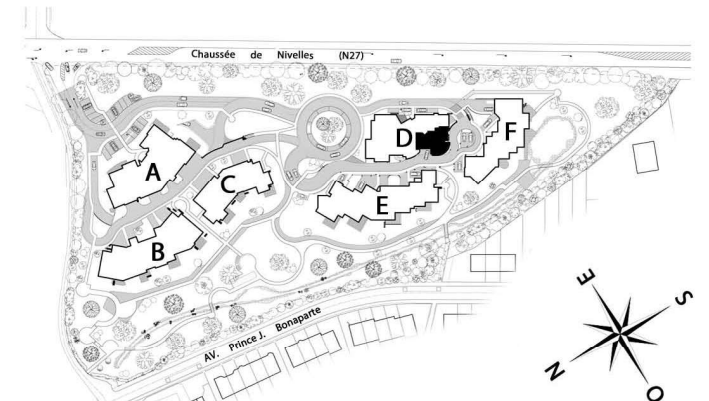 Chaussée de Nivelles (N27)
D
F
A
C
E
B
AV. Prince J. Bonaparte
E
S
N
O